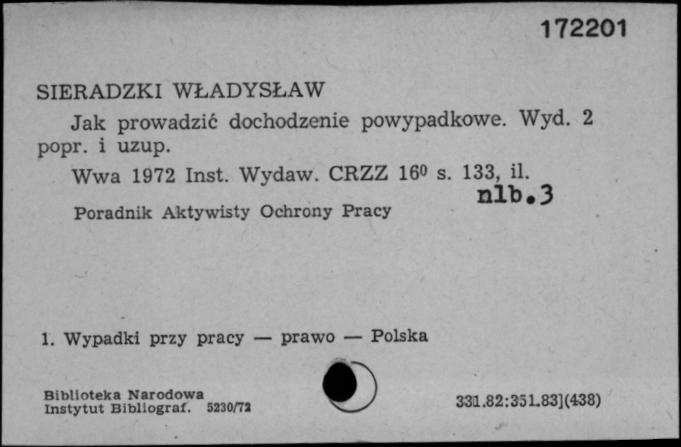 172201
SIERADZKI WŁADYSŁAW
Jak prowadzić dochodzenie powypadkowe. Wyd. 2
popr. i uzup.
Wwa 1972 Inst. Wydaw. CRZZ 16⁰ s. 133, il.
nlb.3
Poradnik Aktywisty Ochrony Pracy
1. Wypadki przy pracy — prawo — Polska
Biblioteka Narodowa
Instytut Bibliograf. 5230/72
331.82:351.83](438)